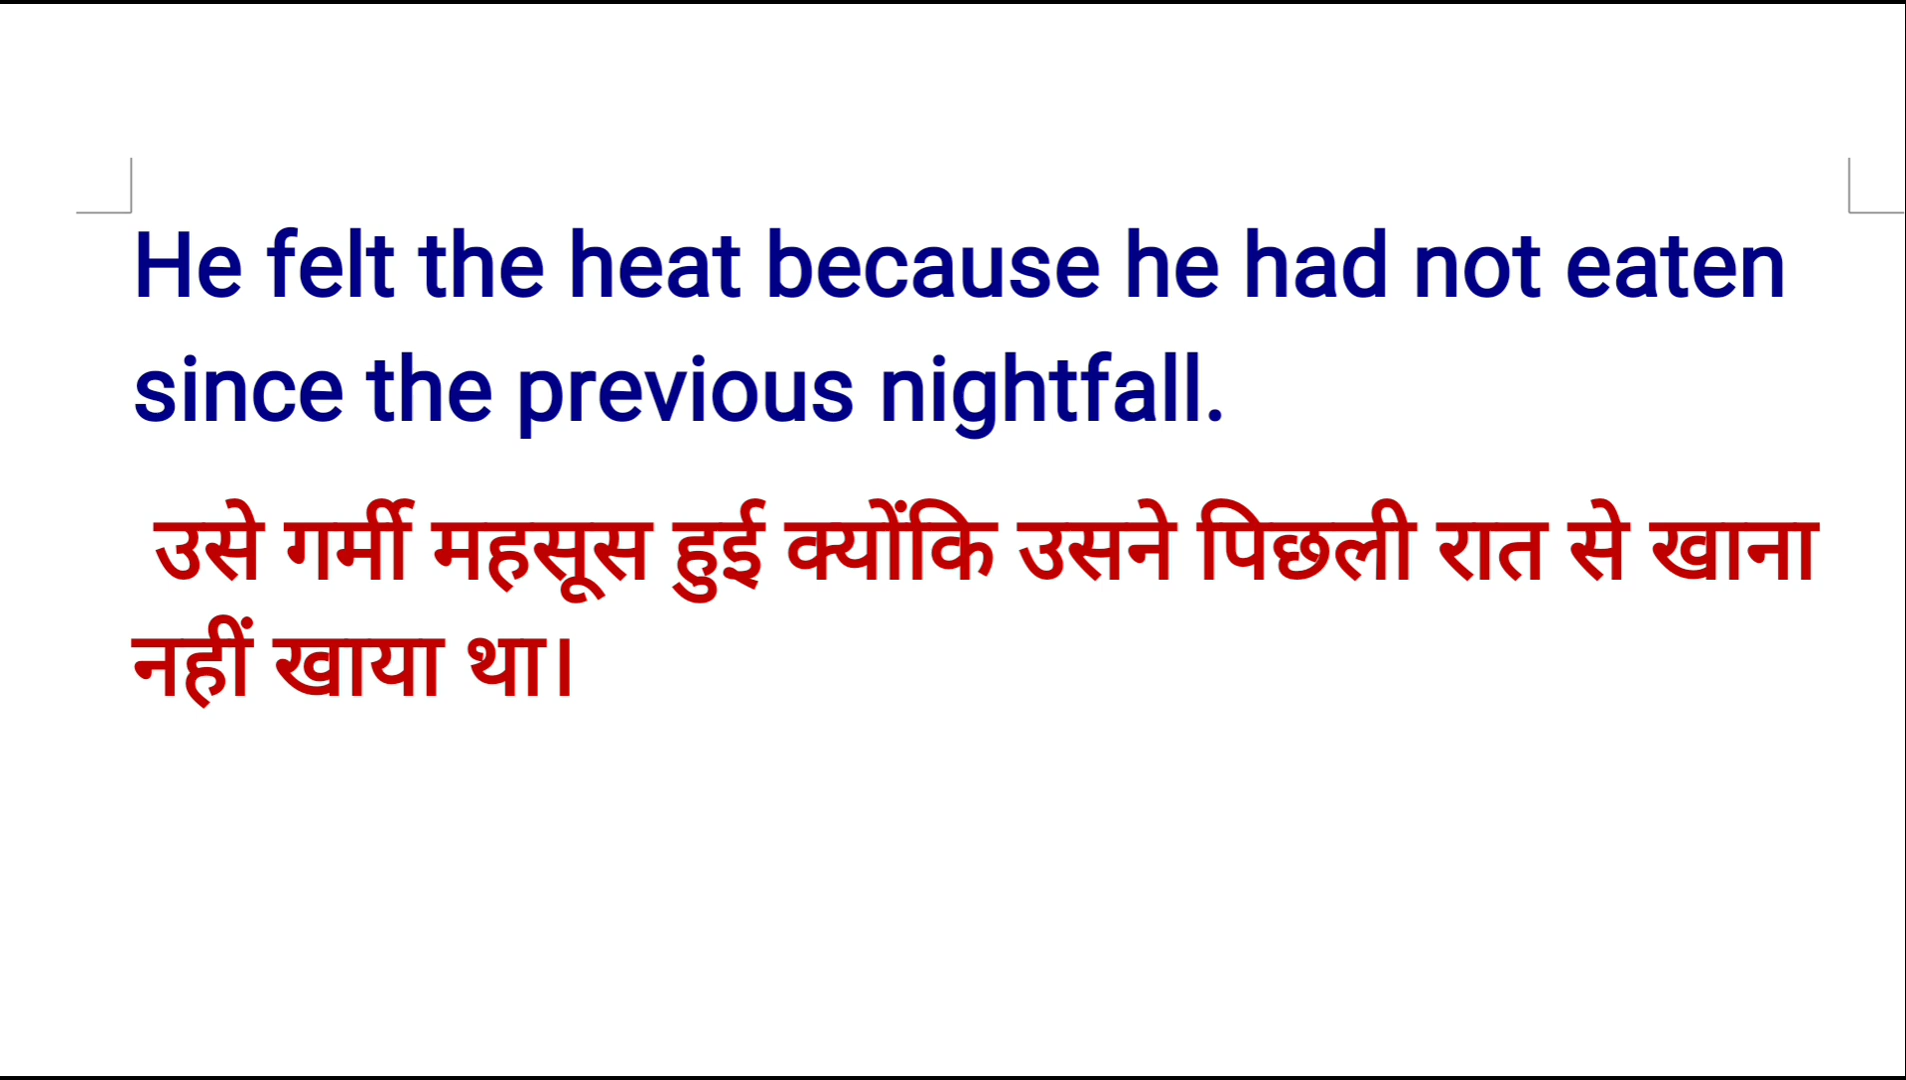 He felt the heat because he had not eaten
since the previous nightfall.
उसे गर्मी महसूस हुई क्योंकि उसने पिछली रात से खाना
नहीं खाया था।